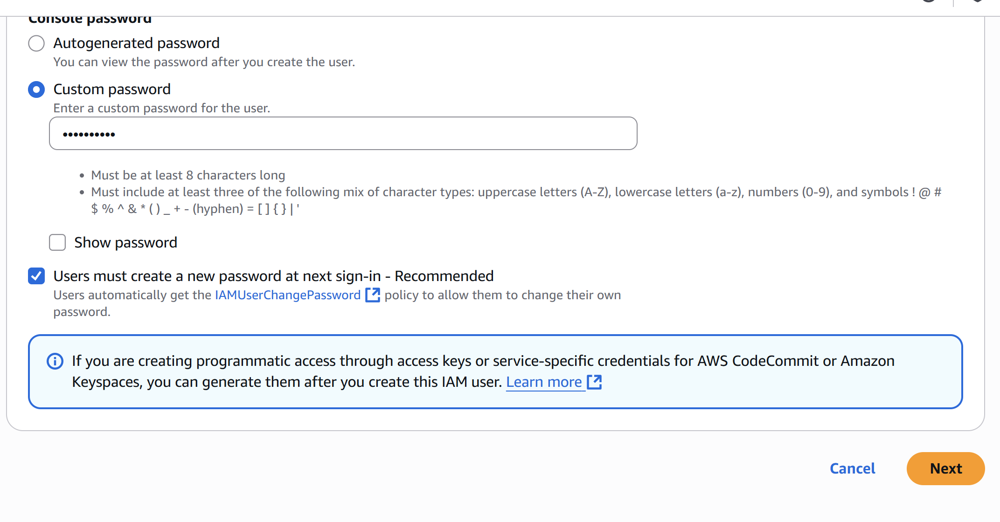 Console password
Autogenerated password
You can view the password after you create the user.
Custom password
Enter a custom password for the user.
••••••••••
• Must be at least 8 characters long
• Must include at least three of the following mix of character types: uppercase letters (A-Z), lowercase letters (a-z), numbers (0-9), and symbols ! @ #
$ % ^ & * ( ) _ + - (hyphen) = [ ] { } | '
Show password
Users must create a new password at next sign-in - Recommended
Users automatically get the IAMUserChangePassword policy to allow them to change their own
password.
If you are creating programmatic access through access keys or service-specific credentials for AWS CodeCommit or Amazon
Keyspaces, you can generate them after you create this IAM user. Learn more
Cancel
Next